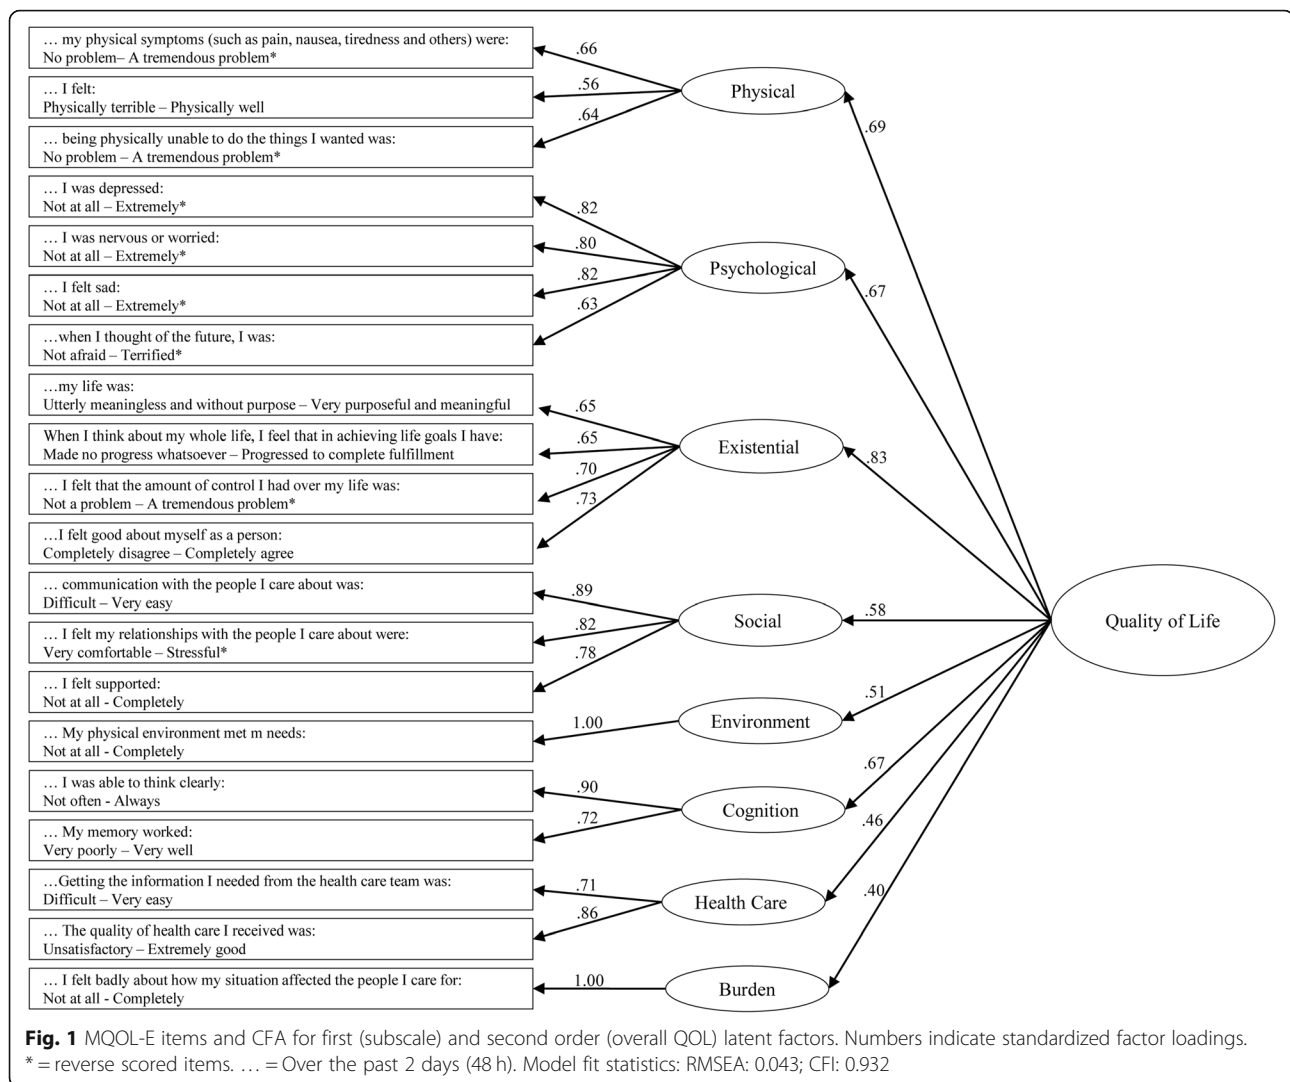 … my physical symptoms (such as pain, nausea, tiredness and others) were:
No problem– A tremendous problem*
… I felt:
Physically terrible – Physically well
… being physically unable to do the things I wanted was:
No problem – A tremendous problem*
.66
.56
.64
Physical
… I was depressed:
Not at all – Extremely*
… I was nervous or worried:
Not at all – Extremely*
… I felt sad:
Not at all – Extremely*
…when I thought of the future, I was:
Not afraid – Terrified*
.82
.80
.82
.63
Psychological
…my life was:
Utterly meaningless and without purpose – Very purposeful and meaningful
When I think about my whole life, I feel that in achieving life goals I have:
Made no progress whatsoever – Progressed to complete fulfillment
… I felt that the amount of control I had over my life was:
Not a problem – A tremendous problem*
…I felt good about myself as a person:
Completely disagree – Completely agree
.65
.65
.70
.73
Existential
… communication with the people I care about was:
Difficult – Very easy
… I felt my relationships with the people I care about were:
Very comfortable – Stressful*
… I felt supported:
Not at all - Completely
.89
.82
.78
Social
… My physical environment met m needs:
Not at all - Completely
1.00
Environment
… I was able to think clearly:
Not often - Always
… My memory worked:
Very poorly – Very well
.90
.72
Cognition
…Getting the information I needed from the health care team was:
Difficult – Very easy
… The quality of health care I received was:
Unsatisfactory – Extremely good
.71
.86
Health Care
… I felt badly about how my situation affected the people I care for:
Not at all - Completely
1.00
Burden
.69
.67
.83
.58
.51
.67
.46
.40
Quality of Life
Fig. 1 MQOL-E items and CFA for first (subscale) and second order (overall QOL) latent factors. Numbers indicate standardized factor loadings.
* = reverse scored items. … = Over the past 2 days (48 h). Model fit statistics: RMSEA: 0.043; CFI: 0.932